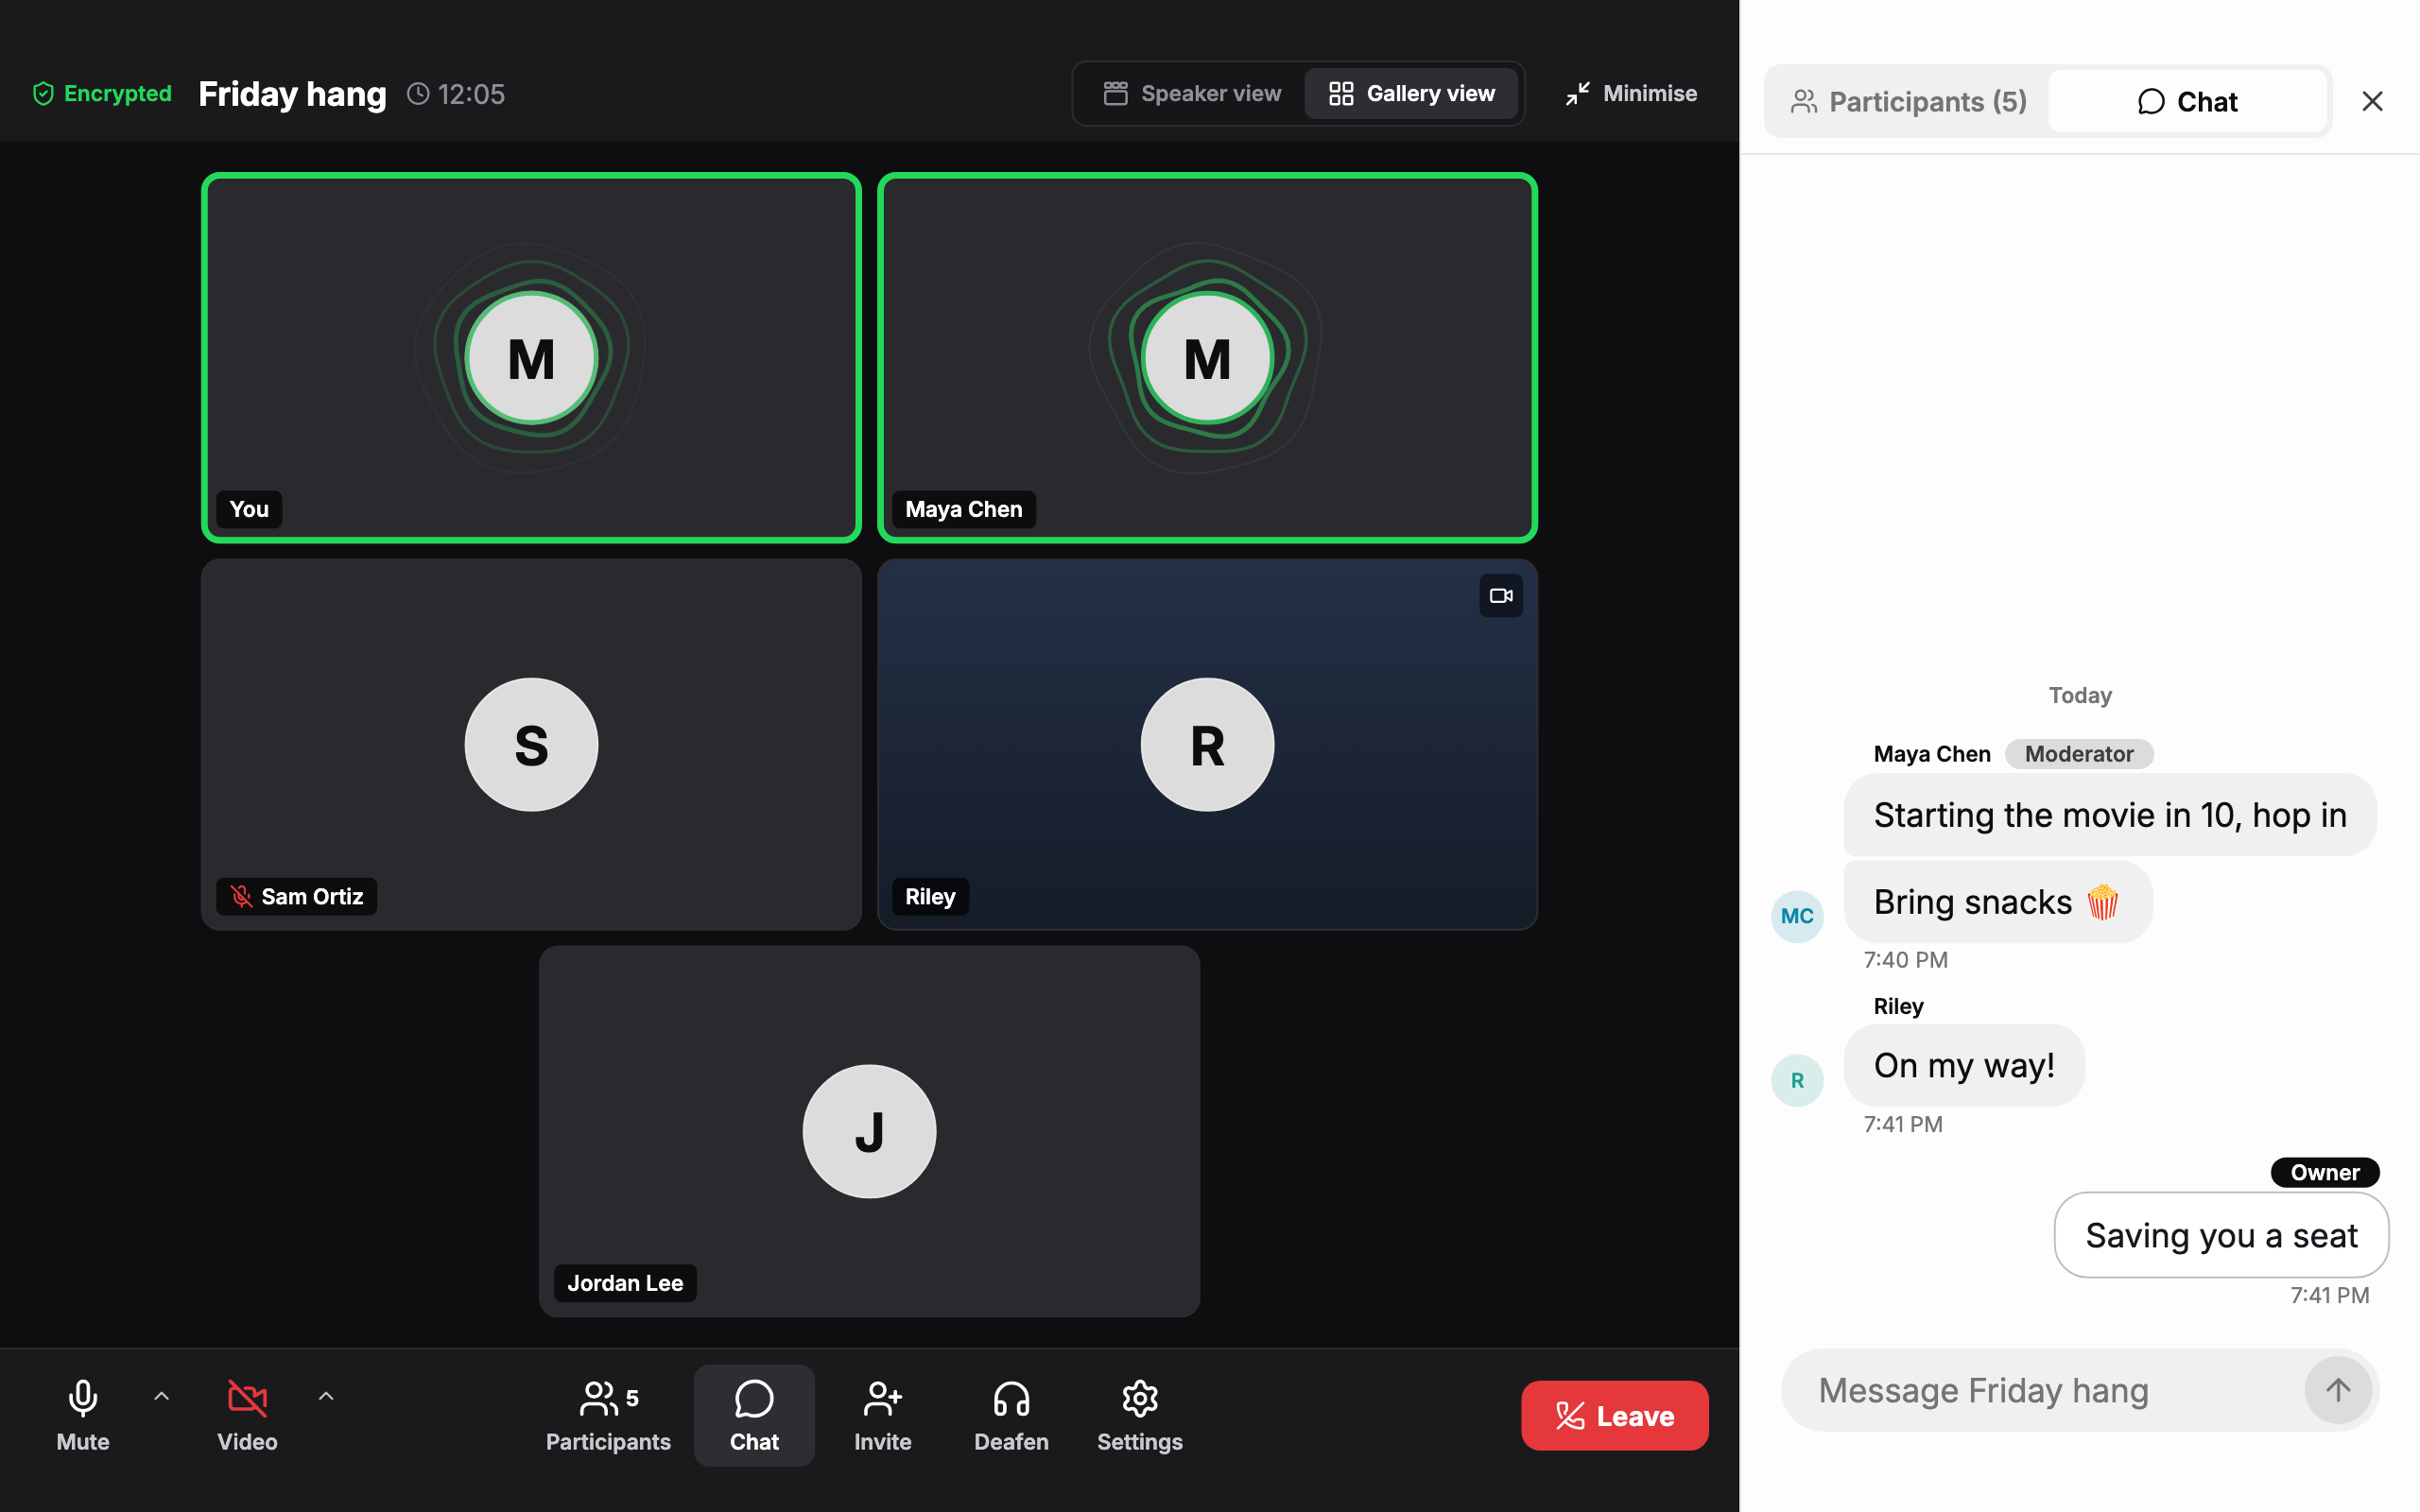 Encrypted Friday hang 12:05 Speaker view Gallery view Minimise
M
You
M
Maya Chen
S
Sam Ortiz
R
Riley
J
Jordan Lee
Mute
Video
5
Participants
Chat
Invite
Deafen
Settings
Leave
Participants (5) Chat
Today
Maya Chen Moderator
Starting the movie in 10, hop in
Bring snacks 🍿
MC
7:40 PM
Riley
On my way!
R
7:41 PM
Owner
Saving you a seat
7:41 PM
Message Friday hang